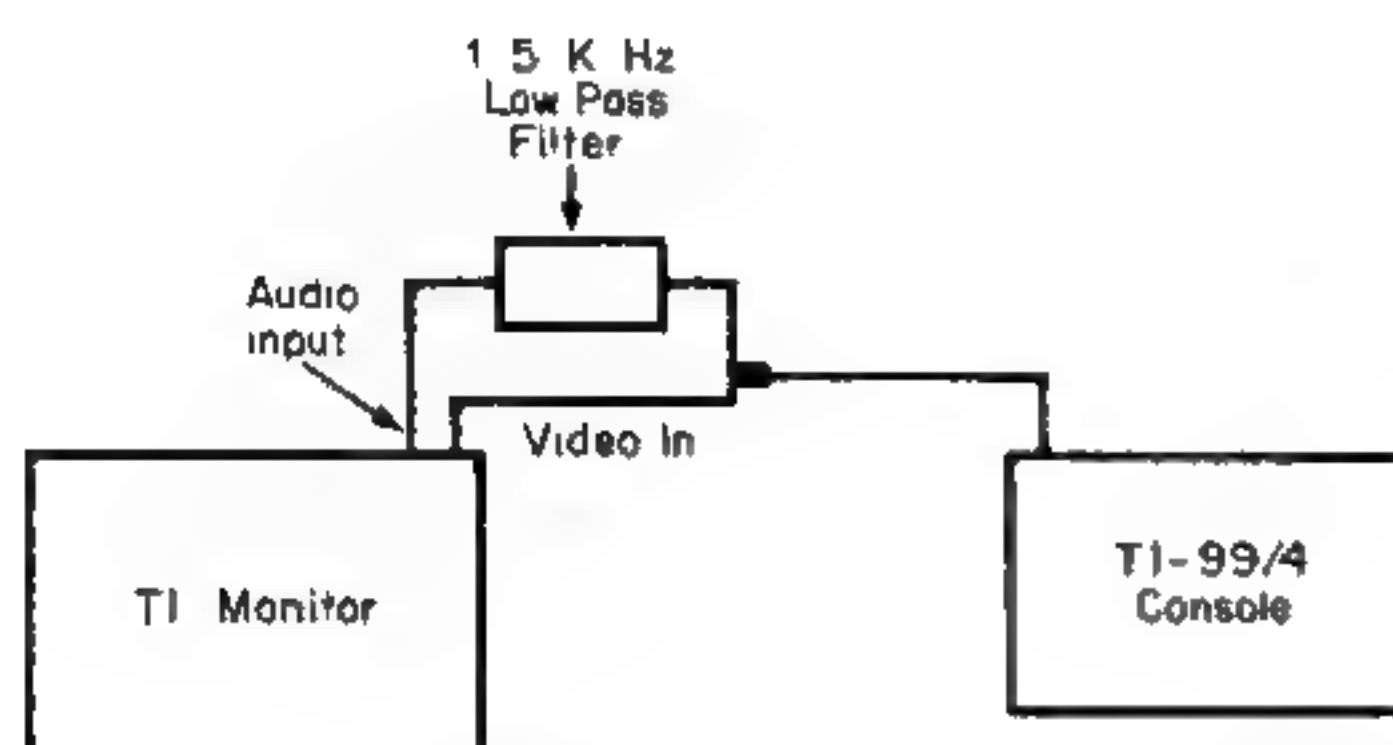 1 5 K Hz
Low Pass
Filter
Audio
input
Video In
TI Monitor
TI-99/4
Console